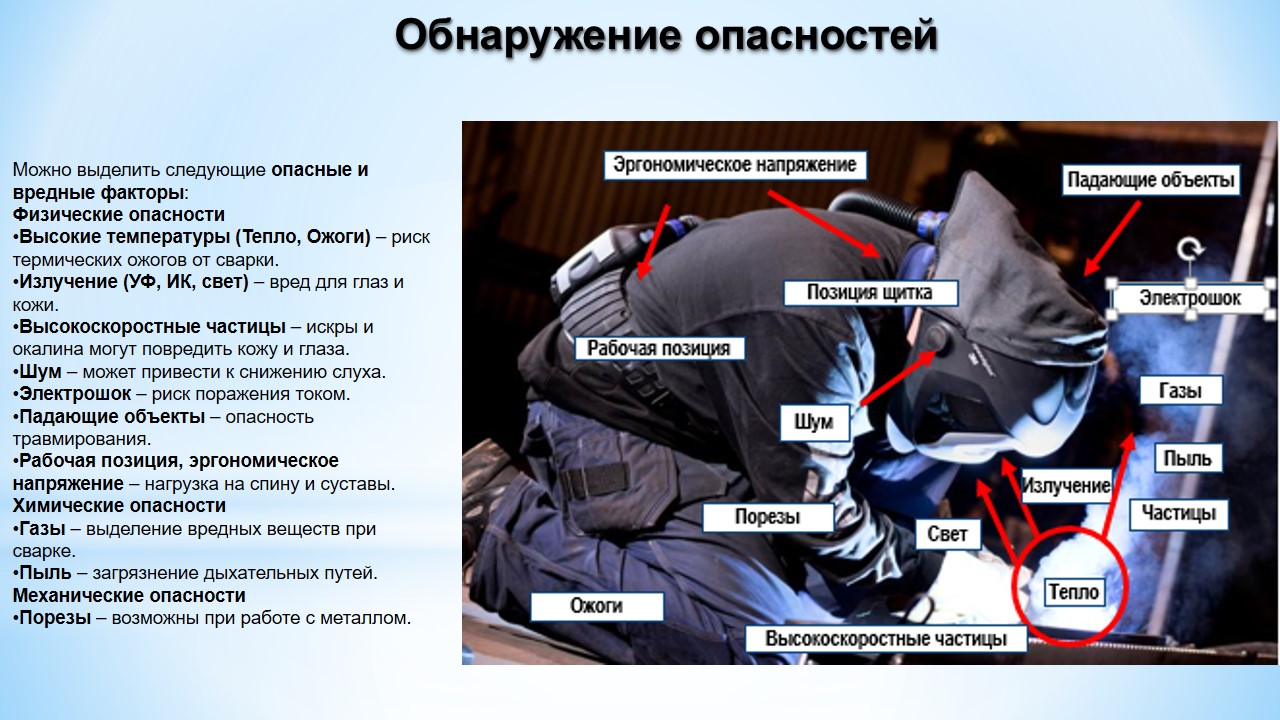 Обнаружение опасностей
Можно выделить следующие опасные и
вредные факторы:
Физические опасности
•Высокие температуры (Тепло, Ожоги) – риск
термических ожогов от сварки.
•Излучение (УФ, ИК, свет) – вред для глаз и
кожи.
•Высокоскоростные частицы – искры и
окалина могут повредить кожу и глаза.
•Шум – может привести к снижению слуха.
•Электрошок – риск поражения током.
•Падающие объекты – опасность
травмирования.
•Рабочая позиция, эргономическое
напряжение – нагрузка на спину и суставы.
Химические опасности
•Газы – выделение вредных веществ при
сварке.
•Пыль – загрязнение дыхательных путей.
Механические опасности
•Порезы – возможны при работе с металлом.
Эргономическое напряжение
Падающие объекты
Позиция щитка
Электрошок
Рабочая позиция
Газы
Шум
Пыль
Излучение
Порезы
Частицы
Свет
Тепло
Ожоги
Высокоскоростные частицы